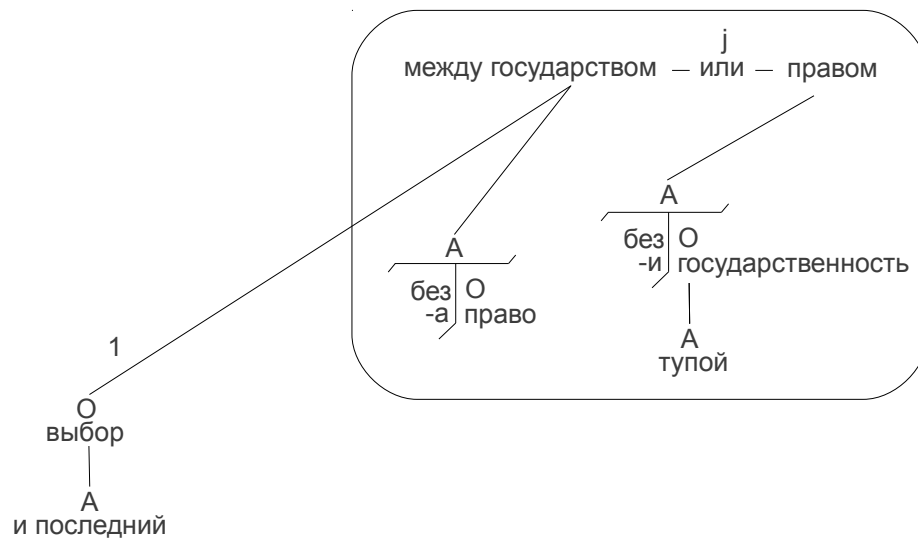 j
между государством – или – правом
А
без О
-и государственность
А
без О
-а право
А
тупой
1
О
выбор
А
и последний